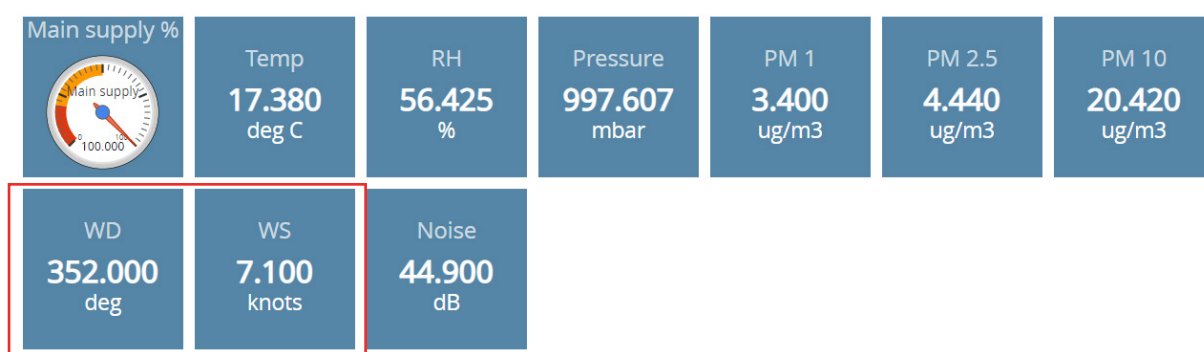 Main supply %
Main supply
0
100
100.000
Temp
17.380
deg C
RH
56.425
%
Pressure
997.607
mbar
PM 1
3.400
ug/m3
PM 2.5
4.440
ug/m3
PM 10
20.420
ug/m3
WD
352.000
deg
WS
7.100
knots
Noise
44.900
dB